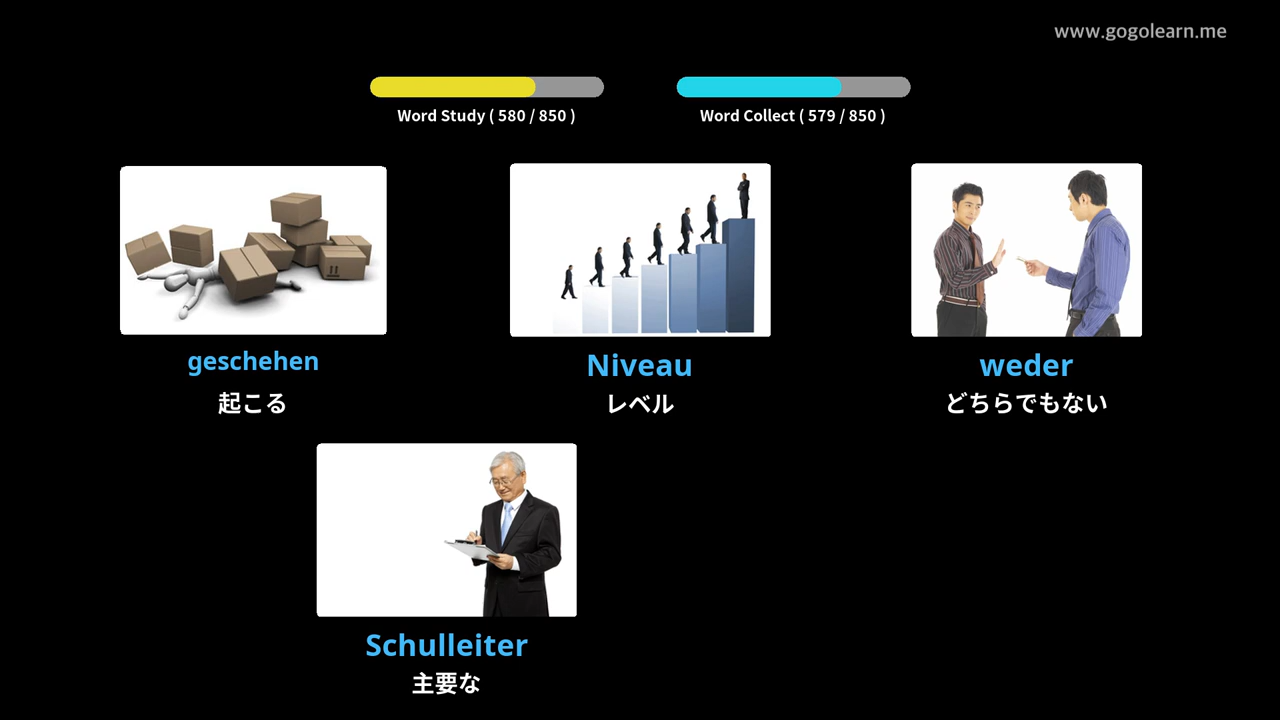 www.gogolearn.me
Word Study ( 580 / 850 )
Word Collect ( 579 / 850 )
geschehen
起こる
Niveau
レベル
weder
どちらでもない
Schulleiter
主要な